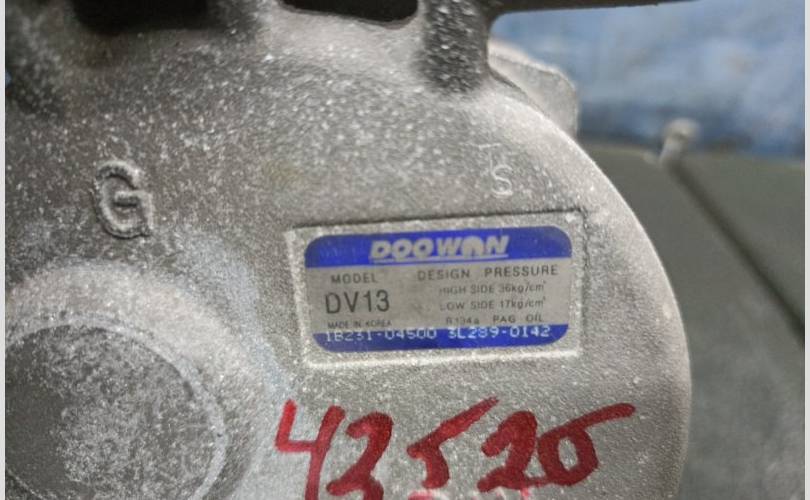 G
S
DOOWON
MODEL DESIGN PRESSURE
DV13
HIGH SIDE 36kg/cm²
LOW SIDE 17kg/cm²
MADE IN KOREA R134a PAG OIL
1B231-04500 3L289-0142
42520